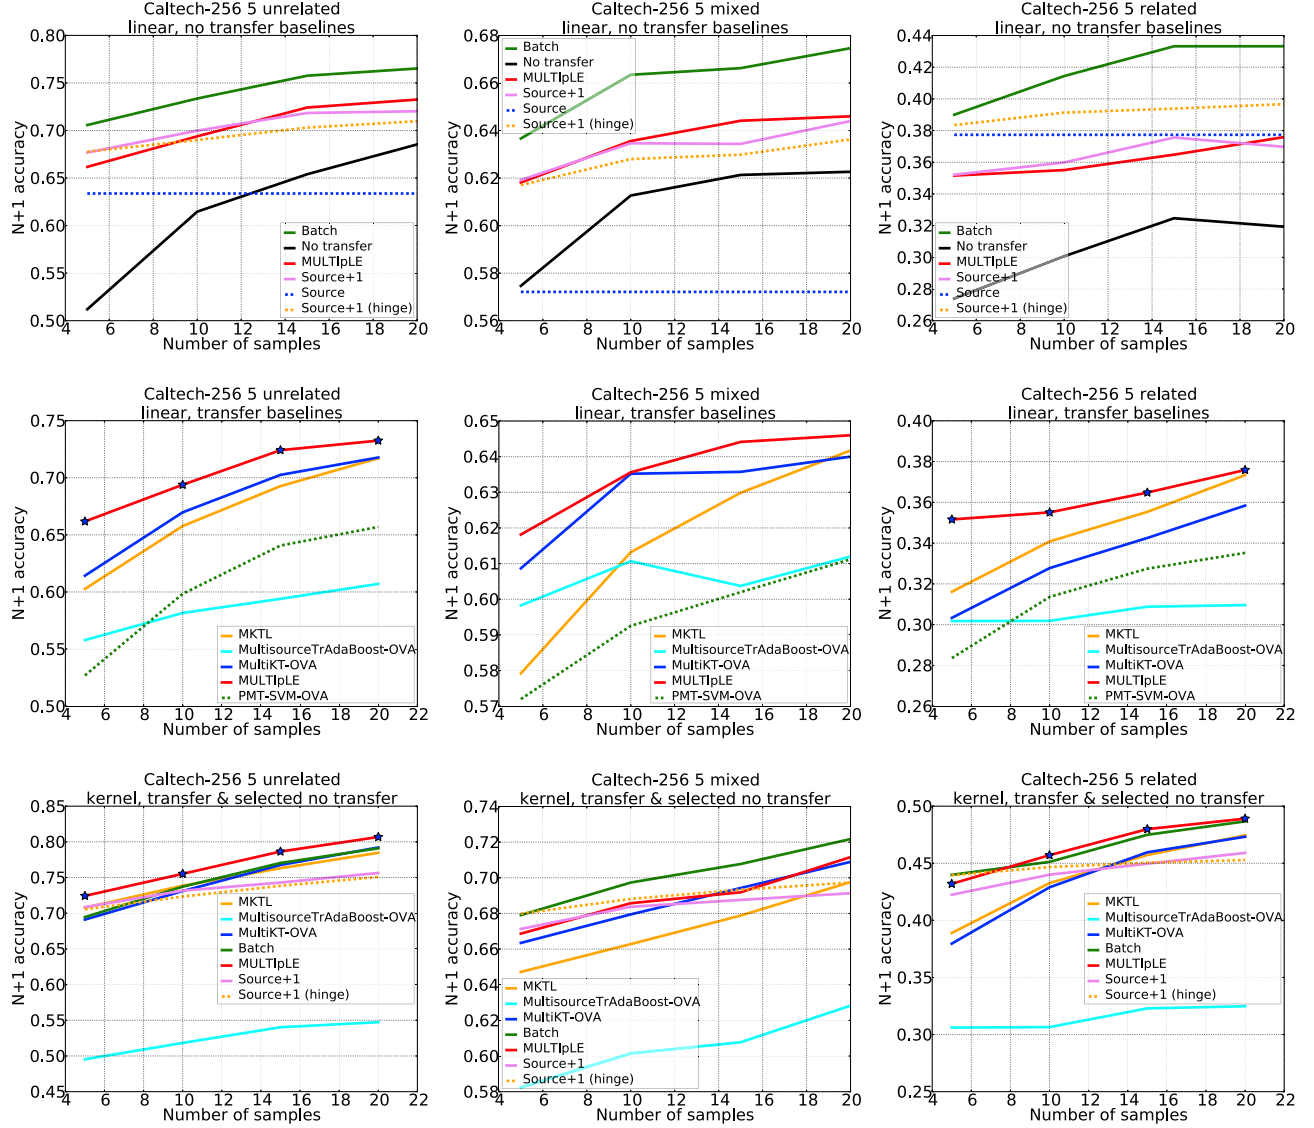 Caltech-256 5 unrelated
linear, no transfer baselines
N+1 accuracy
0.80
0.75
0.70
0.65
0.60
0.55
0.50
Batch
No transfer
MULTIpLE
Source+1
Source
Source+1 (hinge)
4 6 8 10 12 14 16 18 20
Number of samples
Caltech-256 5 mixed
linear, no transfer baselines
N+1 accuracy
0.68
0.66
0.64
0.62
0.60
0.58
0.56
Batch
No transfer
MULTIpLE
Source+1
Source
Source+1 (hinge)
4 6 8 10 12 14 16 18 20
Number of samples
Caltech-256 5 related
linear, no transfer baselines
N+1 accuracy
0.44
0.42
0.40
0.38
0.36
0.34
0.32
0.30
0.28
0.26
Batch
No transfer
MULTIpLE
Source+1
Source
Source+1 (hinge)
4 6 8 10 12 14 16 18 20
Number of samples
Caltech-256 5 unrelated
linear, transfer baselines
N+1 accuracy
0.75
0.70
0.65
0.60
0.55
0.50
MKTL
MultisourceTrAdaBoost-OVA
MultiKT-OVA
MULTIpLE
PMT-SVM-OVA
4 6 8 10 12 14 16 18 20 22
Number of samples
Caltech-256 5 mixed
linear, transfer baselines
N+1 accuracy
0.65
0.64
0.63
0.62
0.61
0.60
0.59
0.58
0.57
MKTL
MultisourceTrAdaBoost-OVA
MultiKT-OVA
MULTIpLE
PMT-SVM-OVA
4 6 8 10 12 14 16 18 20
Number of samples
Caltech-256 5 related
linear, transfer baselines
N+1 accuracy
0.40
0.38
0.36
0.34
0.32
0.30
0.28
0.26
MKTL
MultisourceTrAdaBoost-OVA
MultiKT-OVA
MULTIpLE
PMT-SVM-OVA
4 6 8 10 12 14 16 18 20 22
Number of samples
Caltech-256 5 unrelated
kernel, transfer & selected no transfer
N+1 accuracy
0.85
0.80
0.75
0.70
0.65
0.60
0.55
0.50
0.45
MKTL
MultisourceTrAdaBoost-OVA
MultiKT-OVA
Batch
MULTIpLE
Source+1
Source+1 (hinge)
4 6 8 10 12 14 16 18 20 22
Number of samples
Caltech-256 5 mixed
kernel, transfer & selected no transfer
N+1 accuracy
0.74
0.72
0.70
0.68
0.66
0.64
0.62
0.60
0.58
MKTL
MultisourceTrAdaBoost-OVA
MultiKT-OVA
Batch
MULTIpLE
Source+1
Source+1 (hinge)
4 6 8 10 12 14 16 18 20
Number of samples
Caltech-256 5 related
kernel, transfer & selected no transfer
N+1 accuracy
0.50
0.45
0.40
0.35
0.30
0.25
MKTL
MultisourceTrAdaBoost-OVA
MultiKT-OVA
Batch
MULTIpLE
Source+1
Source+1 (hinge)
4 6 8 10 12 14 16 18 20 22
Number of samples